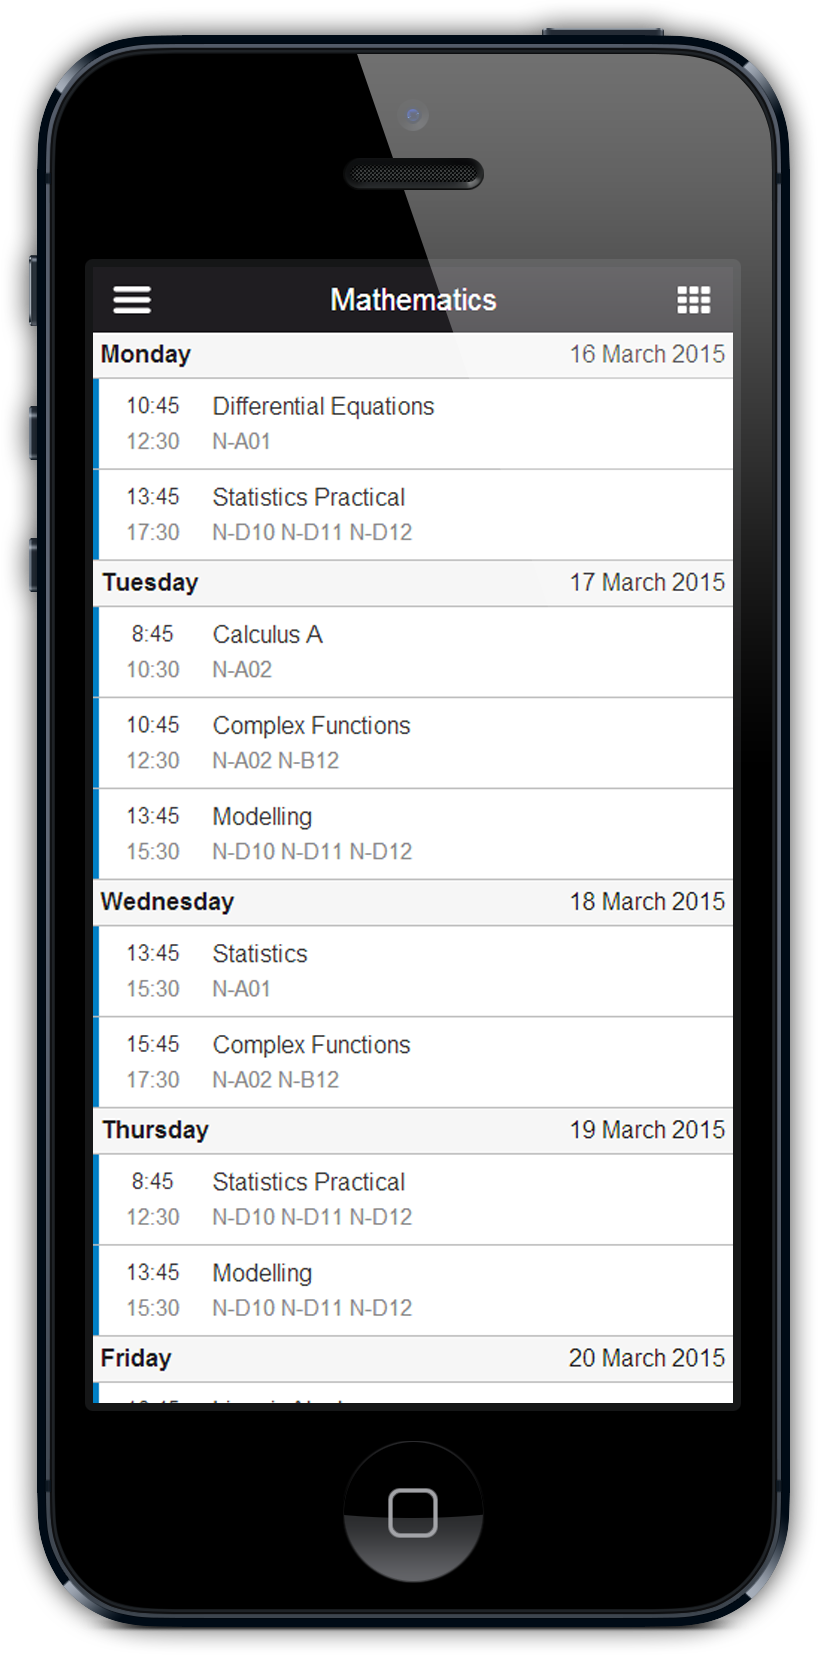 Mathematics
Monday 16 March 2015
10:45 Differential Equations
12:30 N-A01
13:45 Statistics Practical
17:30 N-D10 N-D11 N-D12
Tuesday 17 March 2015
8:45 Calculus A
10:30 N-A02
10:45 Complex Functions
12:30 N-A02 N-B12
13:45 Modelling
15:30 N-D10 N-D11 N-D12
Wednesday 18 March 2015
13:45 Statistics
15:30 N-A01
15:45 Complex Functions
17:30 N-A02 N-B12
Thursday 19 March 2015
8:45 Statistics Practical
12:30 N-D10 N-D11 N-D12
13:45 Modelling
15:30 N-D10 N-D11 N-D12
Friday 20 March 2015